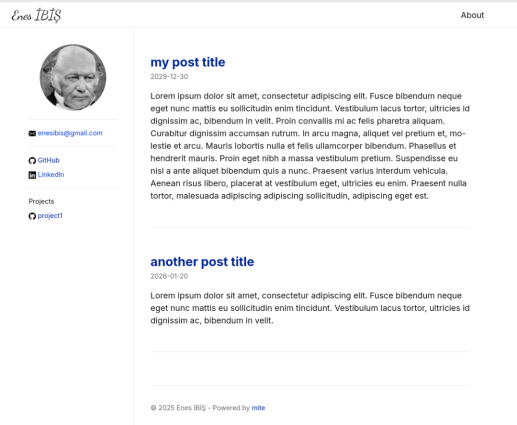 Enes İBİŞ
About
enesibis@gmail.com
GitHub
LinkedIn
Projects
project1
my post title
2029-12-30
Lorem ipsum dolor sit amet, consectetur adipiscing elit. Fusce bibendum neque
eget nunc mattis eu sollicitudin enim tincidunt. Vestibulum lacus tortor, ultricies id
dignissim ac, bibendum in velit. Proin convallis mi ac felis pharetra aliquam.
Curabitur dignissim accumsan rutrum. In arcu magna, aliquet vel pretium et, mo-
lestie et arcu. Mauris lobortis nulla et felis ullamcorper bibendum. Phasellus et
hendrerit mauris. Proin eget nibh a massa vestibulum pretium. Suspendisse eu
nisl a ante aliquet bibendum quis a nunc. Praesent varius interdum vehicula.
Aenean risus libero, placerat at vestibulum eget, ultricies eu enim. Praesent nulla
tortor, malesuada adipiscing adipiscing sollicitudin, adipiscing eget est.
another post title
2026-01-20
Lorem ipsum dolor sit amet, consectetur adipiscing elit. Fusce bibendum neque
eget nunc mattis eu sollicitudin enim tincidunt. Vestibulum lacus tortor, ultricies id
dignissim ac, bibendum in velit.
© 2025 Enes İBİŞ - Powered by mite